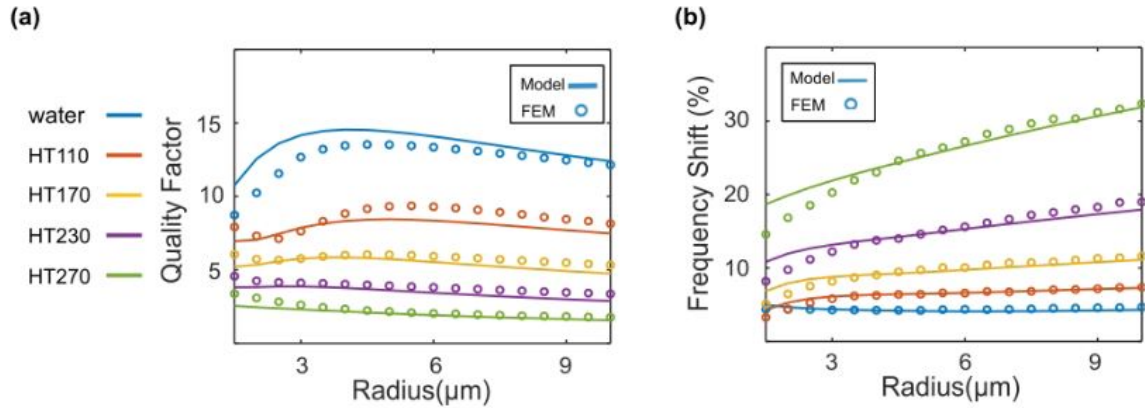 (a)
water
HT110
HT170
HT230
HT270
Quality Factor
15
10
5
Model
FEM
3
6
9
Radius(μm)
(b)
Frequency Shift (%)
30
20
10
Model
FEM
3
6
9
Radius(μm)